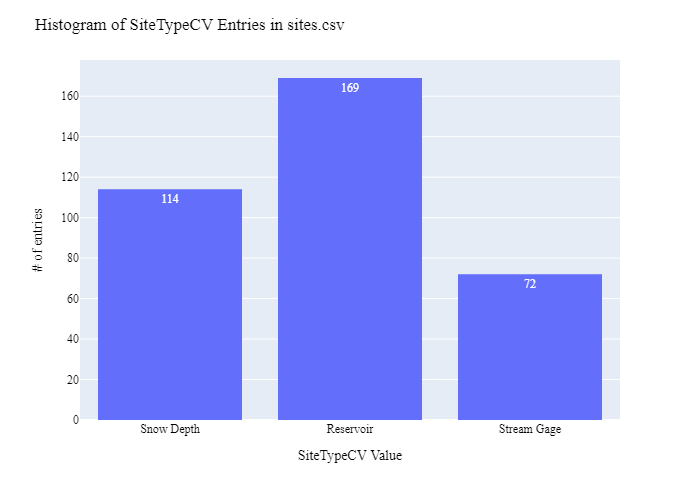 Histogram of SiteTypeCV Entries in sites.csv
# of entries
160
140
120
100
80
60
40
20
0
114
169
72
Snow Depth
Reservoir
Stream Gage
SiteTypeCV Value